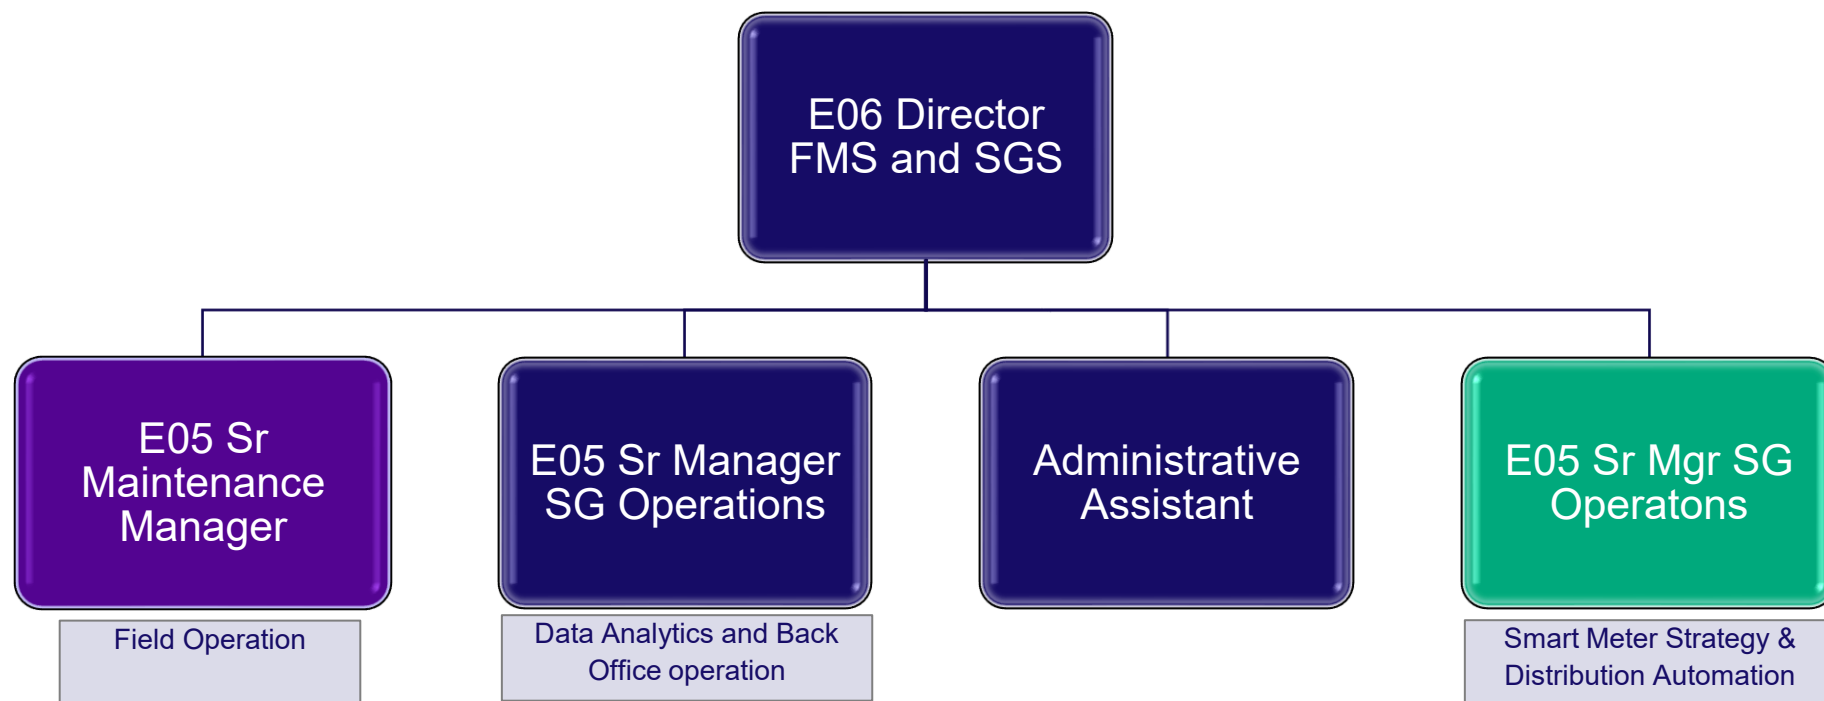 E06 Director
FMS and SGS
E05 Sr
Maintenance
Manager
E05 Sr Manager
SG Operations
Administrative
Assistant
E05 Sr Mgr SG
Operatons
Field Operation
Data Analytics and Back
Office operation
Smart Meter Strategy &
Distribution Automation